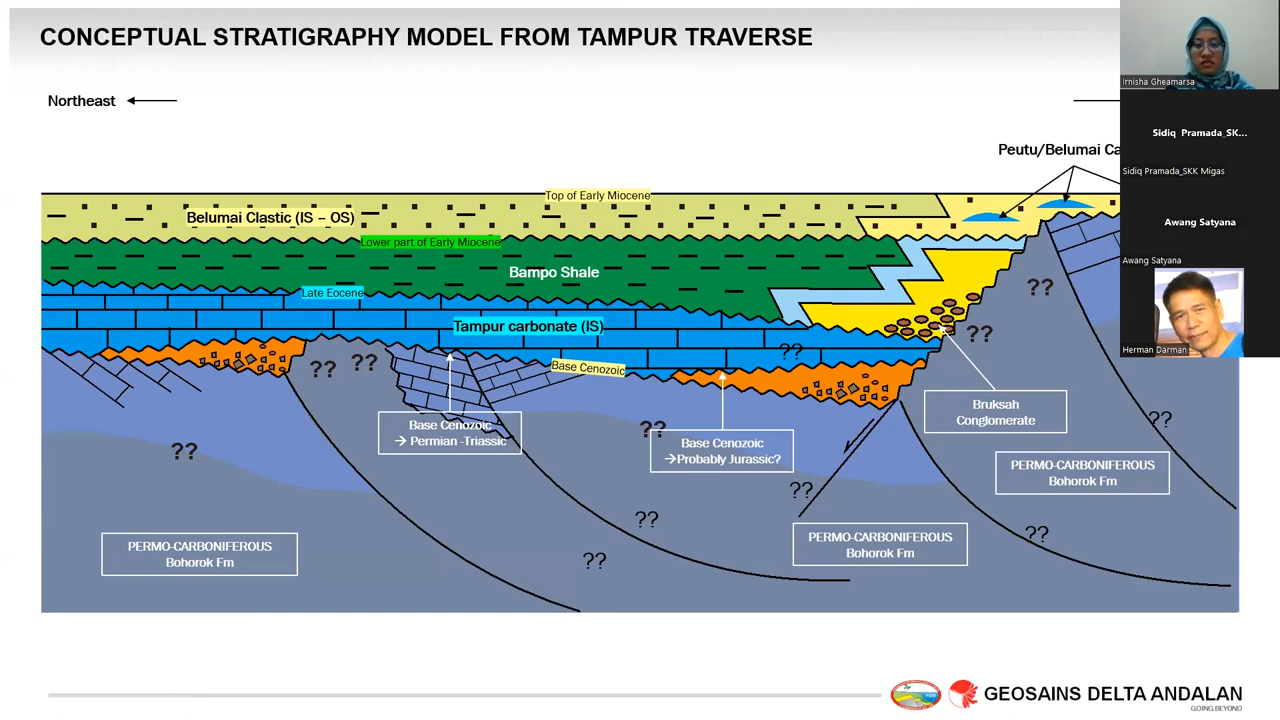 CONCEPTUAL STRATIGRAPHY MODEL FROM TAMPUR TRAVERSE
Irnisha Gheamarsa
Northeast
Sidiq Pramada_SK...
Peutu/Belumai Ca
Sidiq Pramada_SKK Migas
Top of Early Miocene
Belumai Clastic (IS – OS)
Awang Satyana
Lower part of Early Miocene
Awang Satyana
Bampo Shale
??
Late Eocene
Tampur carbonate (IS)
??
??
Herman Darman
?? ??
Base Cenozoic
Bruksah
Conglomerate
Base Cenozoic
→ Permian -Triassic
??
??
Base Cenozoic
→Probably Jurassic?
??
PERMO-CARBONIFEROUS
Bohorok Fm
??
??
??
PERMO-CARBONIFEROUS
Bohorok Fm
PERMO-CARBONIFEROUS
Bohorok Fm
??
PGBI
GEOSAINS DELTA ANDALAN
GOING BEYOND